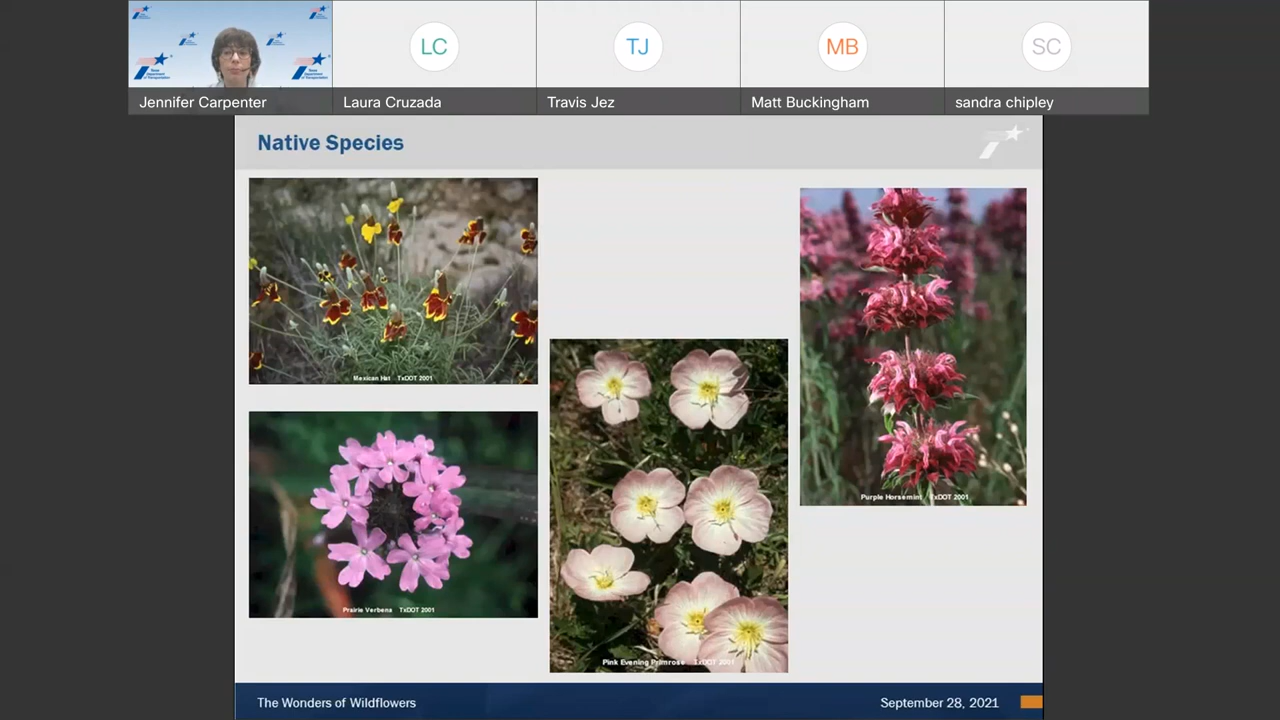 LC
TJ
MB
SC
Jennifer Carpenter
Laura Cruzada
Travis Jez
Matt Buckingham
sandra chipley
Native Species
Mexican Hat TxDOT 2001
Purple Horsemint TxDOT 2001
Prairie Verbena TxDOT 2001
Pink Evening Primrose TxDOT 2001
The Wonders of Wildflowers
September 28, 2021